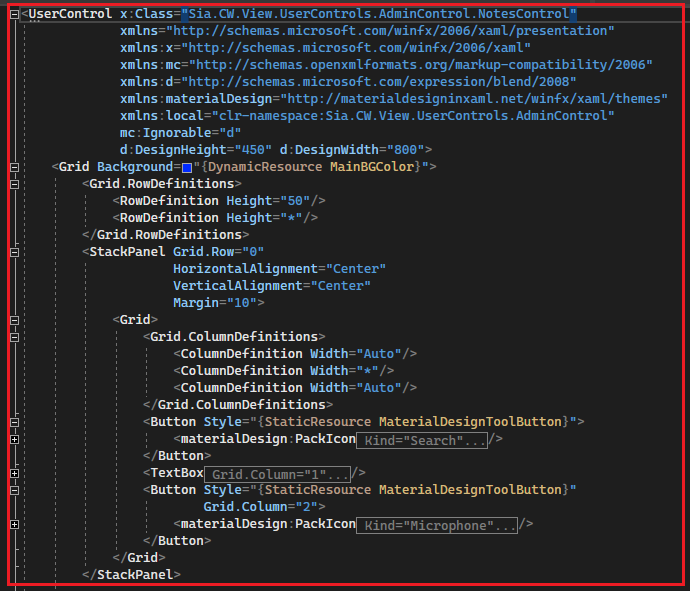 <UserControl x:Class="Sia.CW.View.UserControls.AdminControl.NotesControl"
xmlns="http://schemas.microsoft.com/winfx/2006/xaml/presentation"
xmlns:x="http://schemas.microsoft.com/winfx/2006/xaml"
xmlns:mc="http://schemas.openxmlformats.org/markup-compatibility/2006"
xmlns:d="http://schemas.microsoft.com/expression/blend/2008"
xmlns:materialDesign="http://materialdesigninxaml.net/winfx/xaml/themes"
xmlns:local="clr-namespace:Sia.CW.View.UserControls.AdminControl"
mc:Ignorable="d"
d:DesignHeight="450" d:DesignWidth="800">
<Grid Background="{DynamicResource MainBGColor}">
<Grid.RowDefinitions>
<RowDefinition Height="50"/>
<RowDefinition Height="*"/>
</Grid.RowDefinitions>
<StackPanel Grid.Row="0"
HorizontalAlignment="Center"
VerticalAlignment="Center"
Margin="10">
<Grid>
<Grid.ColumnDefinitions>
<ColumnDefinition Width="Auto"/>
<ColumnDefinition Width="*"/>
<ColumnDefinition Width="Auto"/>
</Grid.ColumnDefinitions>
<Button Style="{StaticResource MaterialDesignToolButton}">
<materialDesign:PackIcon Kind="Search".../>
</Button>
<TextBox Grid.Column="1".../>
<Button Style="{StaticResource MaterialDesignToolButton}"
Grid.Column="2">
<materialDesign:PackIcon Kind="Microphone".../>
</Button>
</Grid>
</StackPanel>